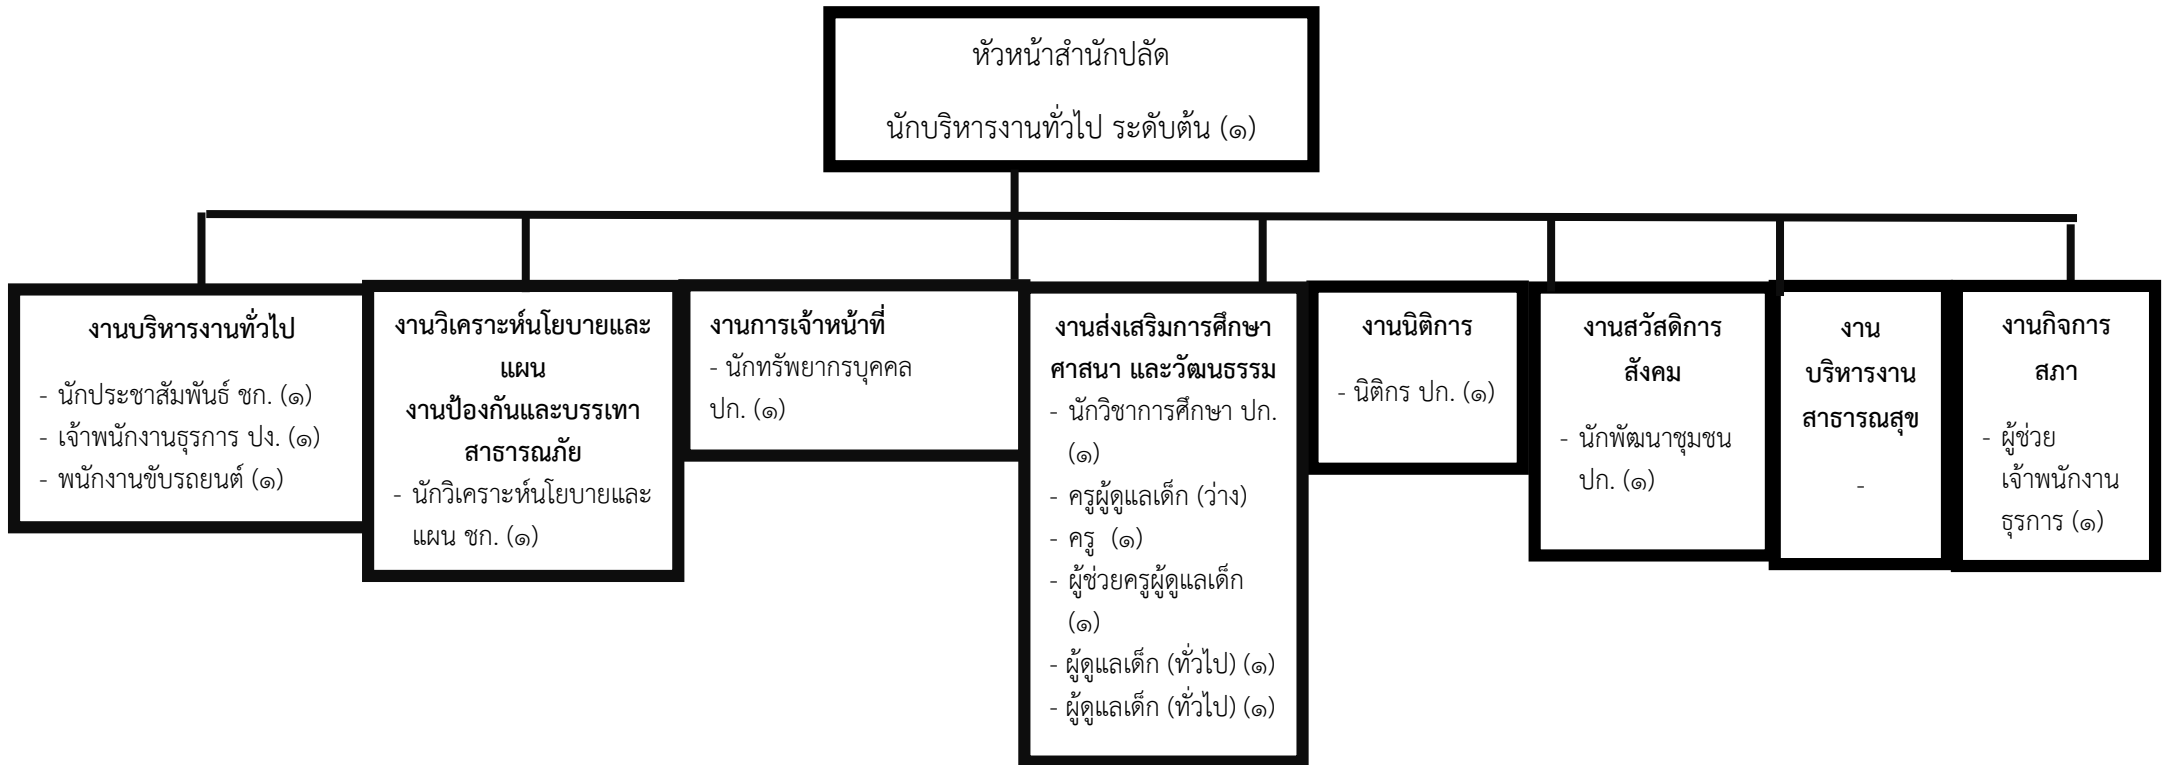 หัวหน้าสำนักปลัด
นักบริหารงานทั่วไป ระดับต้น (๑)
งานบริหารงานทั่วไป
- นักประชาสัมพันธ์ ชก. (๑)
- เจ้าพนักงานธุรการ ปง. (๑)
- พนักงานขับรถยนต์ (๑)
งานวิเคราะห์นโยบายและ
แผน
งานป้องกันและบรรเทา
สาธารณภัย
- นักวิเคราะห์นโยบายและ
แผน ชก. (๑)
งานการเจ้าหน้าที่
- นักทรัพยากรบุคคล
ปก. (๑)
งานส่งเสริมการศึกษา
ศาสนา และวัฒนธรรม
- นักวิชาการศึกษา ปก.
(๑)
- ครูผู้ดูแลเด็ก (ว่าง)
- ครู (๑)
- ผู้ช่วยครูผู้ดูแลเด็ก
(๑)
- ผู้ดูแลเด็ก (ทั่วไป) (๑)
- ผู้ดูแลเด็ก (ทั่วไป) (๑)
งานนิติการ
- นิติกร ปก. (๑)
งานสวัสดิการ
สังคม
- นักพัฒนาชุมชน
ปก. (๑)
งาน
บริหารงาน
สาธารณสุข
-
งานกิจการ
สภา
- ผู้ช่วย
เจ้าพนักงาน
ธุรการ (๑)